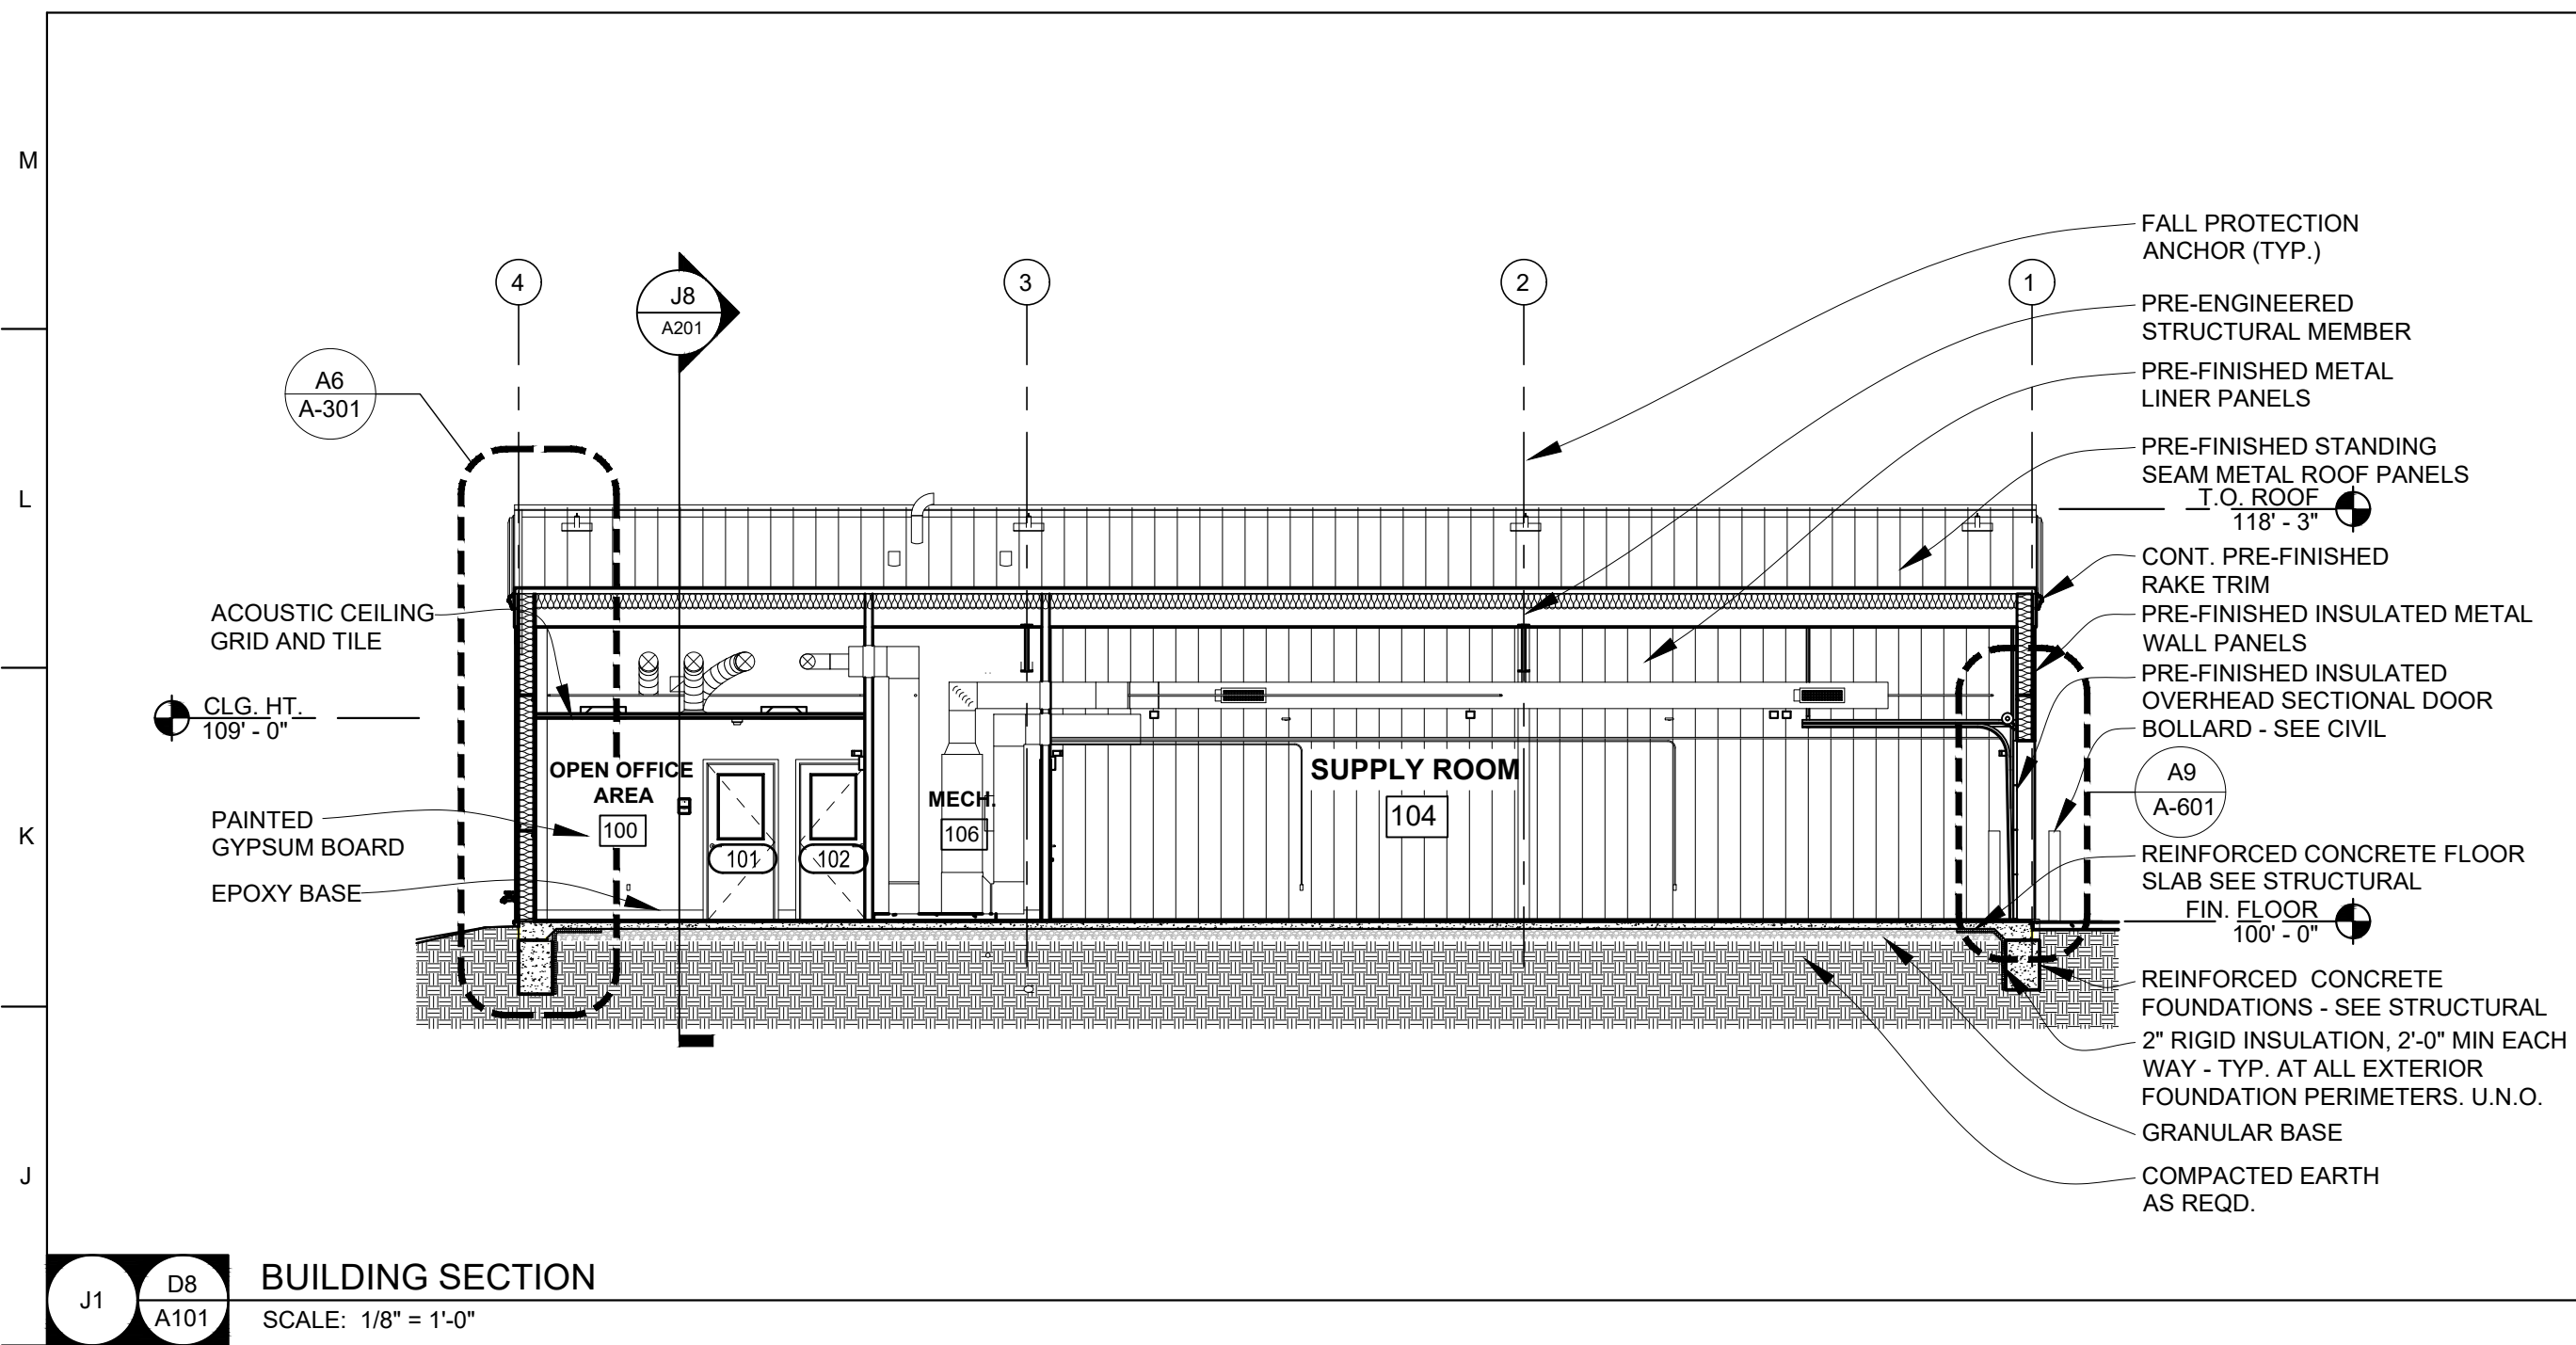 M
L
K
J
4
J8
A201
3
2
1
A6
A-301
FALL PROTECTION
ANCHOR (TYP.)
PRE-ENGINEERED
STRUCTURAL MEMBER
PRE-FINISHED METAL
LINER PANELS
PRE-FINISHED STANDING
SEAM METAL ROOF PANELS
T.O. ROOF
118' - 3"
CONT. PRE-FINISHED
RAKE TRIM
PRE-FINISHED INSULATED METAL
WALL PANELS
PRE-FINISHED INSULATED
OVERHEAD SECTIONAL DOOR
BOLLARD - SEE CIVIL
A9
A-601
REINFORCED CONCRETE FLOOR
SLAB SEE STRUCTURAL
FIN. FLOOR
100' - 0"
REINFORCED CONCRETE
FOUNDATIONS - SEE STRUCTURAL
2" RIGID INSULATION, 2'-0" MIN EACH
WAY - TYP. AT ALL EXTERIOR
FOUNDATION PERIMETERS. U.N.O.
GRANULAR BASE
COMPACTED EARTH
AS REQD.
ACOUSTIC CEILING
GRID AND TILE
CLG. HT.
109' - 0"
PAINTED
GYPSUM BOARD
EPOXY BASE
OPEN OFFICE
AREA
100
101
102
MECH.
106
SUPPLY ROOM
104
J1
D8
A101
BUILDING SECTION
SCALE: 1/8" = 1'-0"